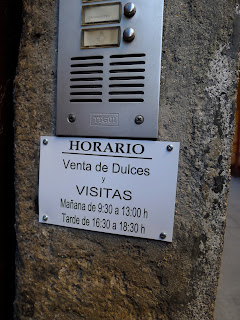 HORARIO
Venta de Dulces
y
VISITAS
Mañana de 9:30 a 13:00 h
Tarde de 16:30 a 18:30 h